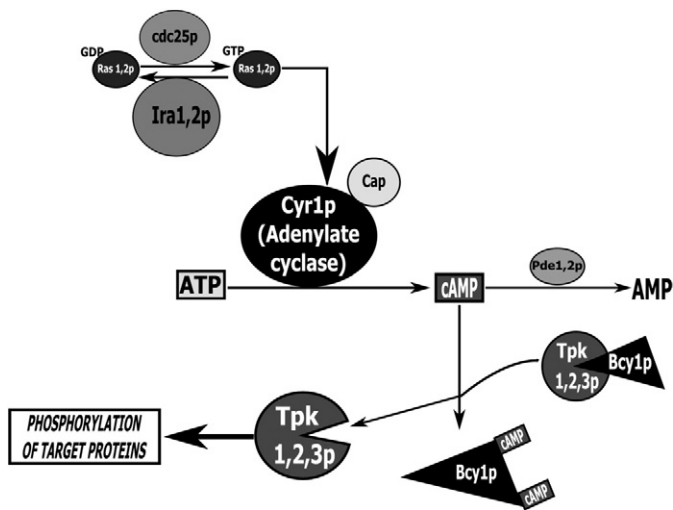 cdc25p
GDP
GTP
Ras 1,2p
Ras 1,2p
Ira1,2p
Cap
Cyr1p
(Adenylate
cyclase)
ATP
cAMP
Pde1,2p
AMP
Tpk
1,2,3p
Bcy1p
PHOSPHORYLATION
OF TARGET PROTEINS
Tpk
1,2,3p
cAMP
Bcy1p
cAMP